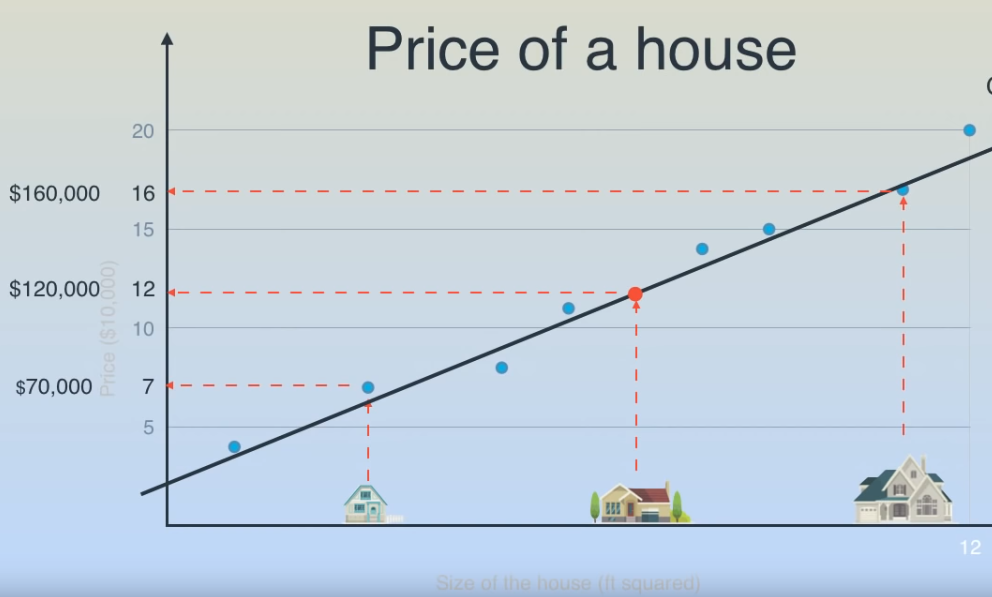 Price of a house
20
$160,000 16
15
$120,000 12
Price ($10,000)
10
$70,000 7
5
12
Size of the house (ft squared)